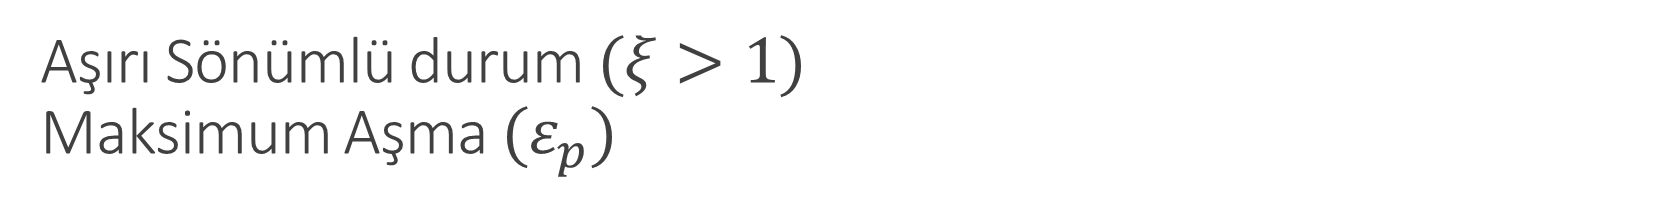 Aşırı Sönümlü durum (ξ > 1)
Maksimum Aşma (εₚ)